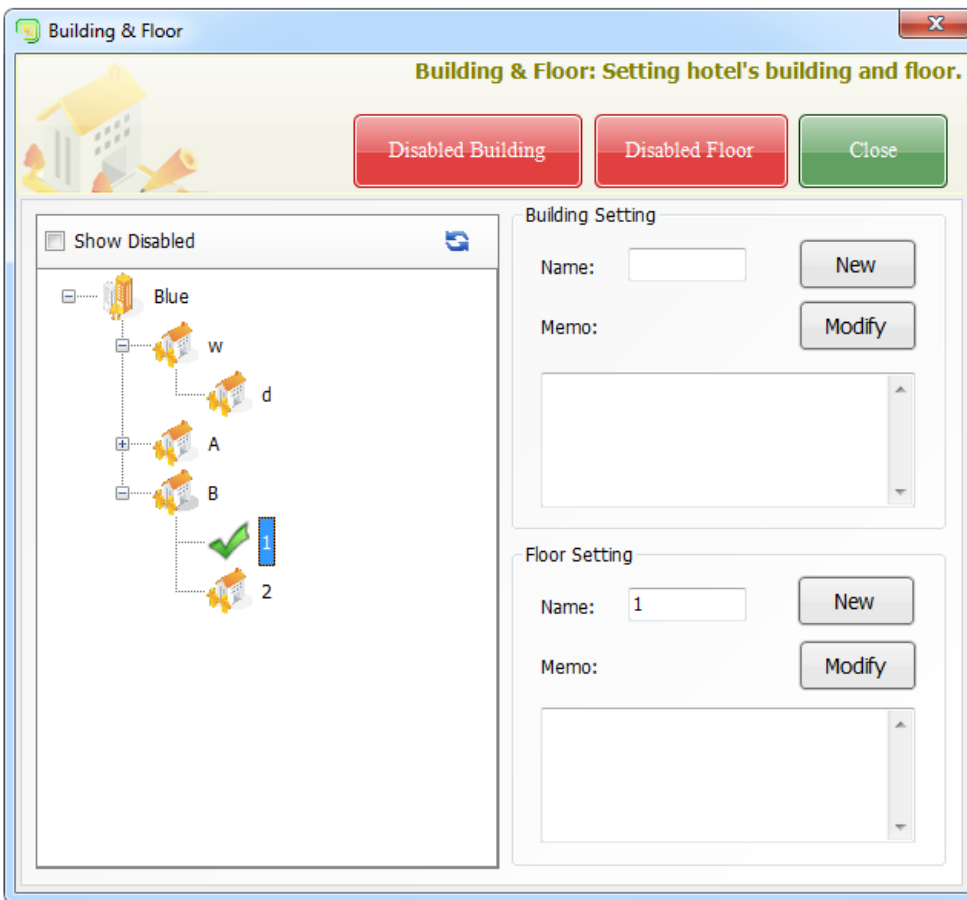 Building & Floor
Building & Floor: Setting hotel's building and floor.
Disabled Building
Disabled Floor
Close
Show Disabled
Blue
w
d
A
B
1
2
Building Setting
Name:
New
Memo:
Modify
Floor Setting
Name:
1
New
Memo:
Modify